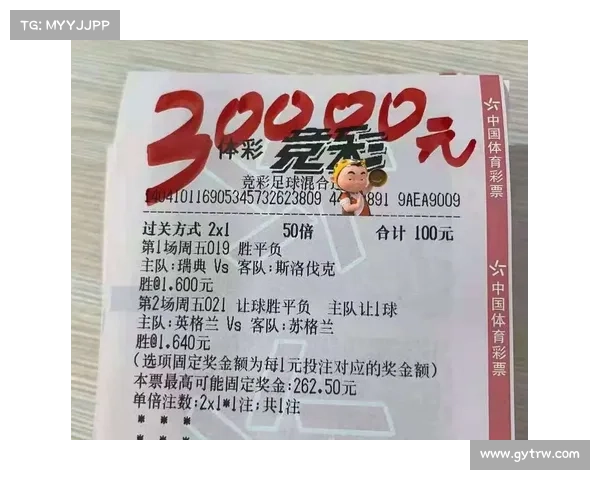 TG: MYYJJPP
30000元
体彩 竞彩
竞彩足球混合
110411690534573262380 9AEA9009
过关方式 2x1 50倍 合计 100元
第1场周五019 胜平负
主队:瑞典 Vs 客队:斯洛伐克
胜@1.600元
第2场周五021 让球胜平负 主队让1球
主队:英格兰 Vs 客队:苏格兰
胜@1.640元
(选项固定奖金额为每1元投注对应的奖金额)
本票最高可能固定奖金:262.50元
单倍注数:2x1*1注;共1注
* * *
* * *
中国体育彩票
中国体育彩票
www.gytrw.com